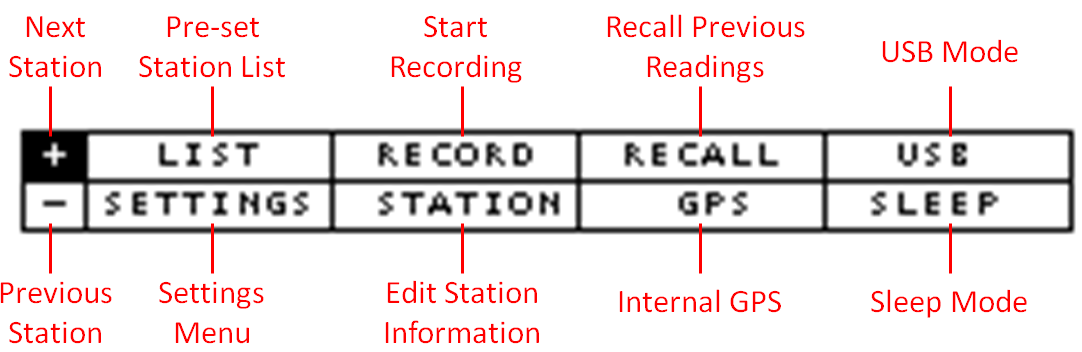 Next
Station
Pre-set
Station List
Start
Recording
Recall Previous
Readings
USB Mode
+ LIST RECORD RECALL USB
- SETTINGS STATION GPS SLEEP
Previous
Station
Settings
Menu
Edit Station
Information
Internal GPS
Sleep Mode